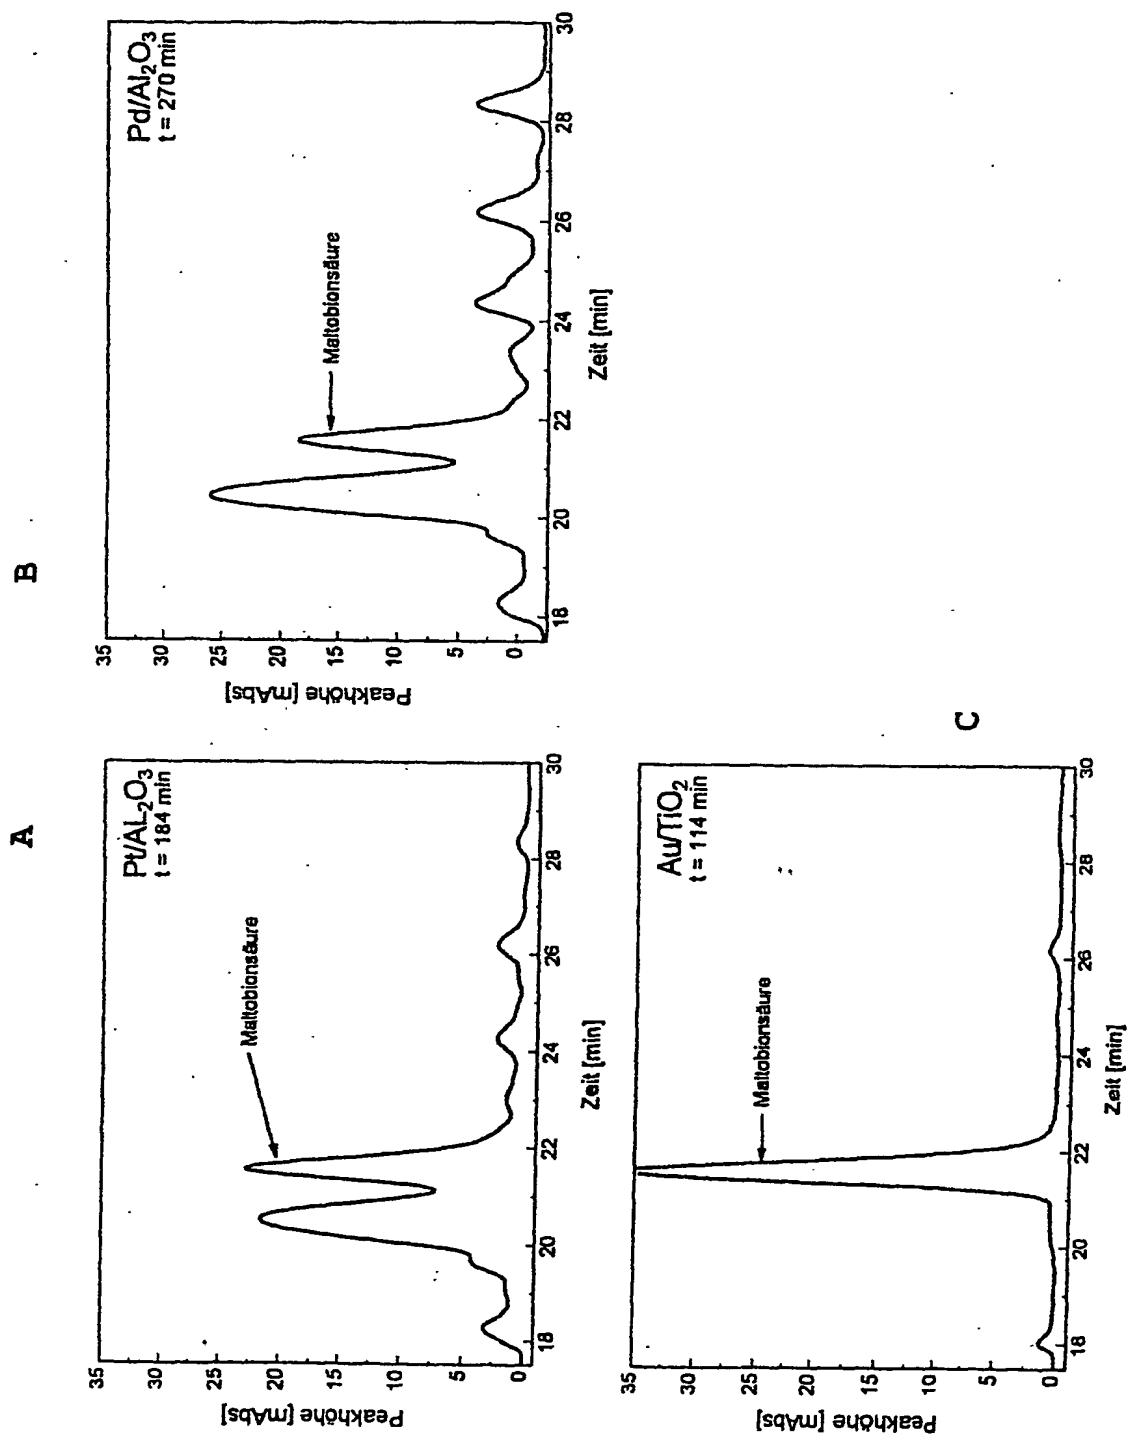 A
Pt/AL2O3
t = 184 min
Maltobionsäure
Peakhöhe [mAbs]
35
30
25
20
15
10
5
0
18
20
22
24
26
28
30
Zeit [min]
B
Pd/Al2O3
t = 270 min
Maltobionsäure
Peakhöhe [mAbs]
35
30
25
20
15
10
5
0
18
20
22
24
26
28
30
Zeit [min]
C
Au/TiO2
t = 114 min
Maltobionsäure
Peakhöhe [mAbs]
35
30
25
20
15
10
5
0
18
20
22
24
26
28
30
Zeit [min]